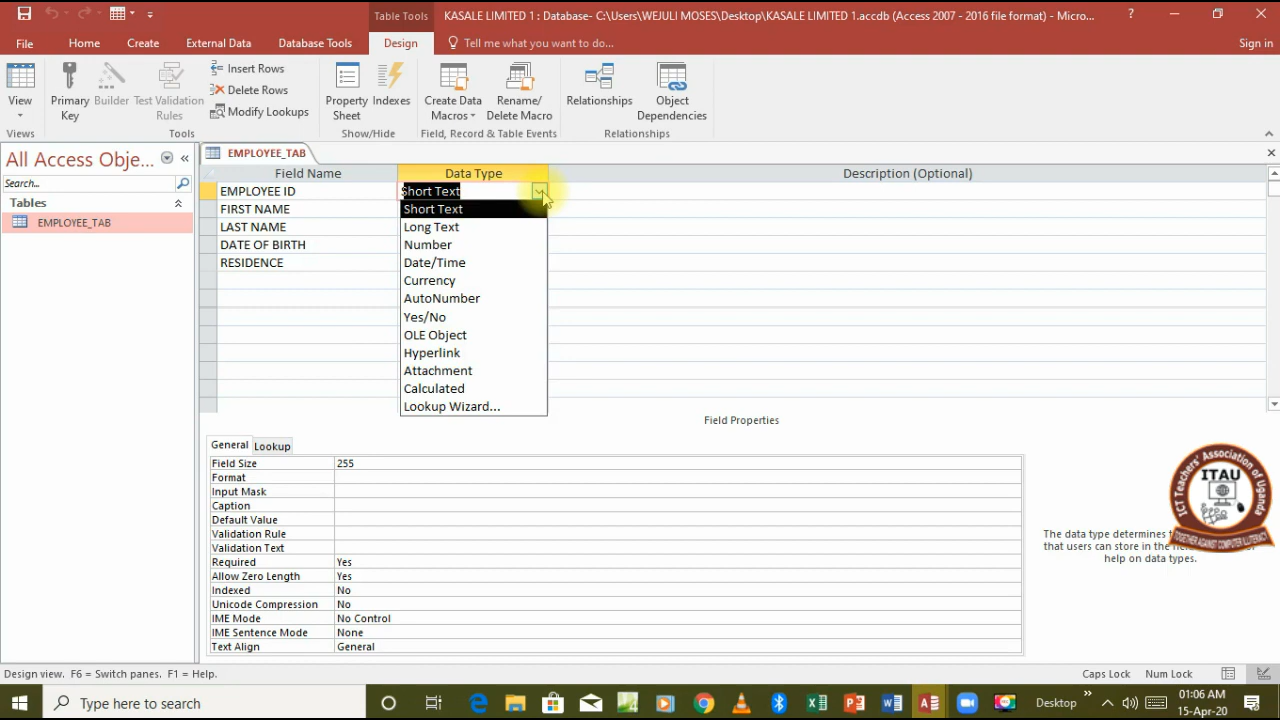 Table Tools
KASALE LIMITED 1 : Database- C:\Users\WEJULI MOSES\Desktop\KASALE LIMITED 1.accdb (Access 2007 - 2016 file format) - Micro...
?
File
Home
Create
External Data
Database Tools
Design
Tell me what you want to do...
Sign in
View
Primary Key
Builder
Test Validation Rules
Insert Rows
Delete Rows
Modify Lookups
Property Sheet
Indexes
Create Data Macros
Rename/ Delete Macro
Relationships
Object Dependencies
Views
Tools
Show/Hide
Field, Record & Table Events
Relationships
All Access Obje...
Search...
Tables
EMPLOYEE_TAB
EMPLOYEE_TAB
Field Name
Data Type
Description (Optional)
EMPLOYEE ID
Short Text
FIRST NAME
LAST NAME
DATE OF BIRTH
RESIDENCE
Short Text
Long Text
Number
Date/Time
Currency
AutoNumber
Yes/No
OLE Object
Hyperlink
Attachment
Calculated
Lookup Wizard...
Field Properties
General
Lookup
Field Size 255
Format
Input Mask
Caption
Default Value
Validation Rule
Validation Text
Required Yes
Allow Zero Length Yes
Indexed No
Unicode Compression No
IME Mode No Control
IME Sentence Mode None
Text Align General
The data type determines
that users can store in the
help on data types.
ICT Teachers' Association of Uganda
ITAU
TOGETHER AGAINST COMPUTER ILLITERACY
Design view. F6 = Switch panes. F1 = Help.
Caps Lock
Num Lock
Type here to search
Desktop
01:06 AM
15-Apr-20